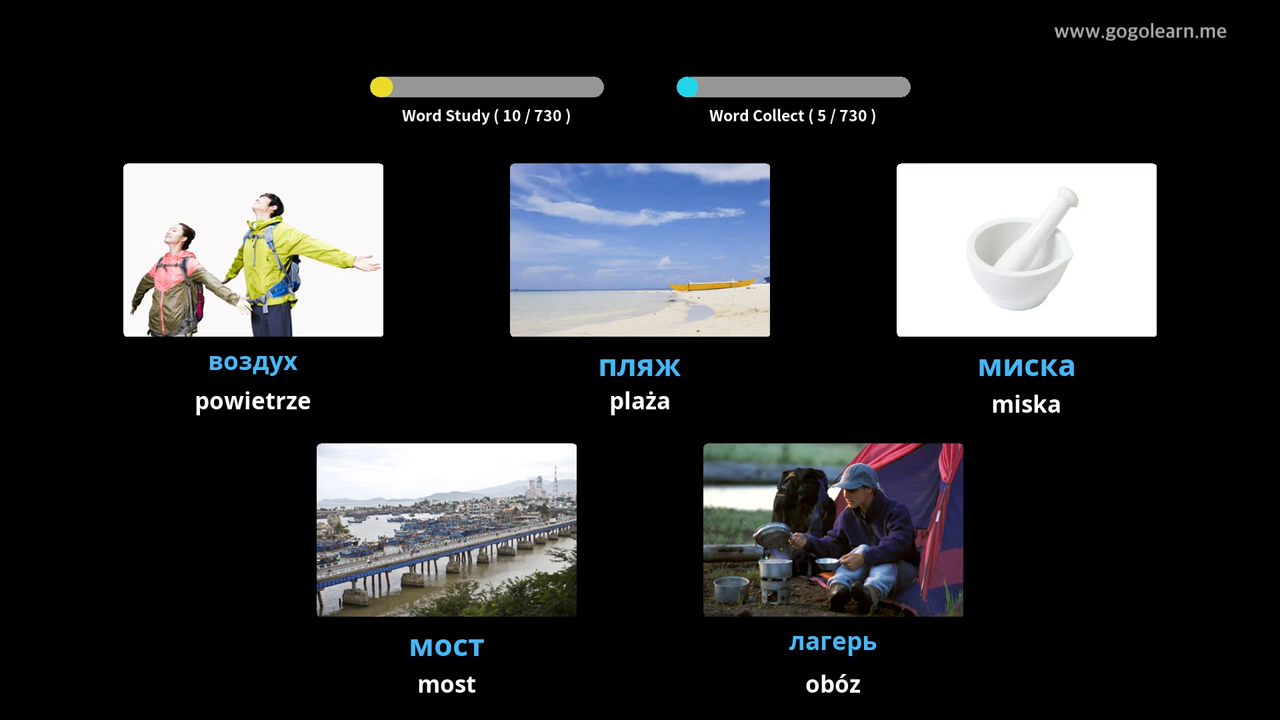 www.gogolearn.me
Word Study ( 10 / 730 )
Word Collect ( 5 / 730 )
воздух
powietrze
пляж
plaża
миска
miska
мост
most
лагерь
obóz